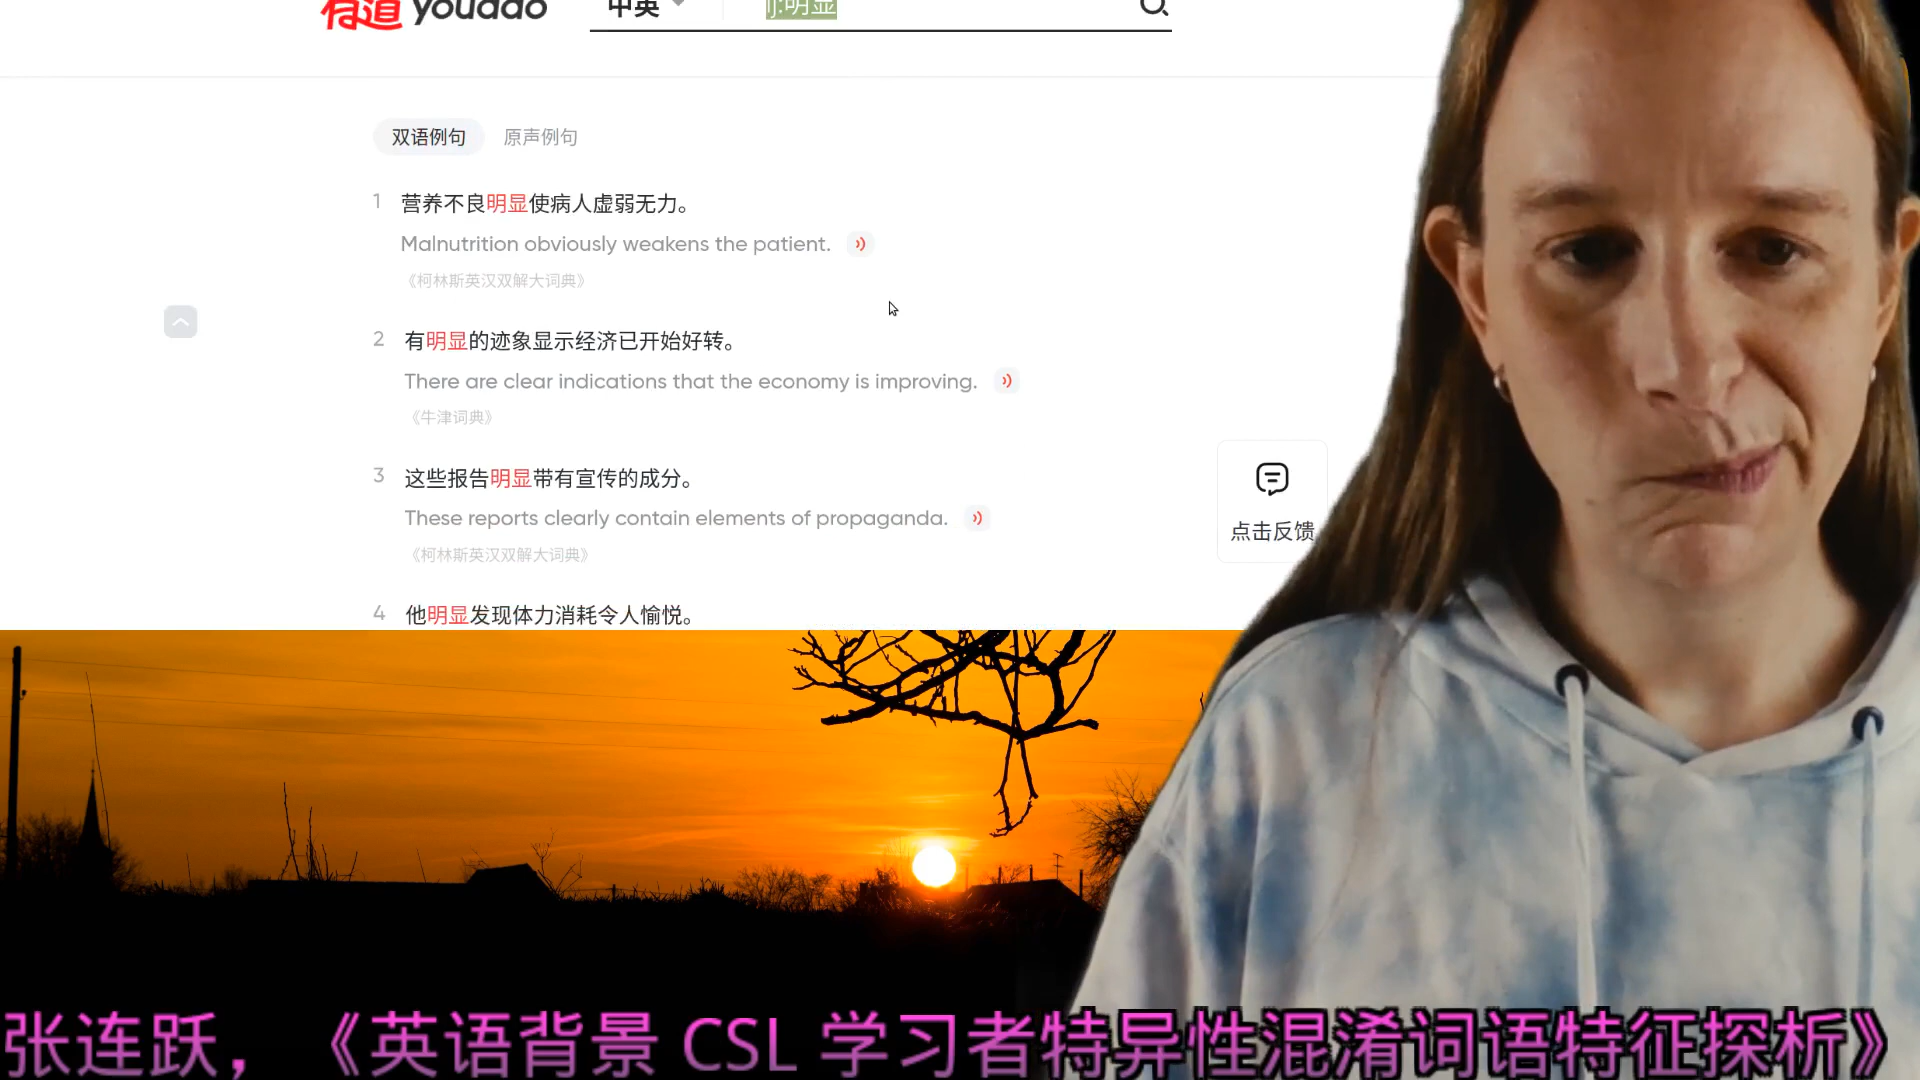 有道 youdao
中英
lj:明显
双语例句 原声例句
1 营养不良明显使病人虚弱无力。
Malnutrition obviously weakens the patient.
《柯林斯英汉双解大词典》
2 有明显的迹象显示经济已开始好转。
There are clear indications that the economy is improving.
《牛津词典》
3 这些报告明显带有宣传的成分。
These reports clearly contain elements of propaganda.
《柯林斯英汉双解大词典》
点击反馈
4 他明显发现体力消耗令人愉悦。
张连跃，《英语背景 CSL 学习者特异性混淆词语特征探析》